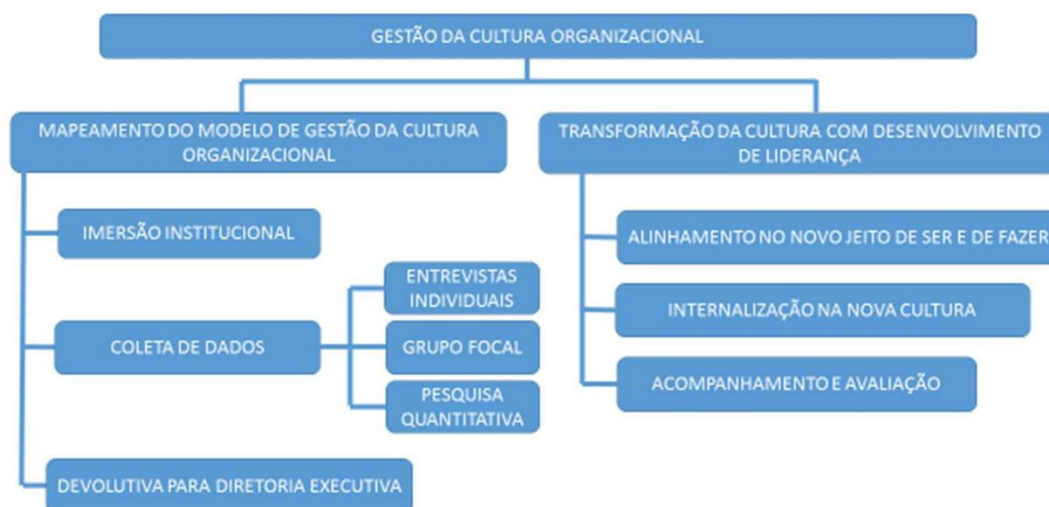 GESTÃO DA CULTURA ORGANIZACIONAL
MAPEAMENTO DO MODELO DE GESTÃO DA CULTURA
ORGANIZACIONAL
IMERSÃO INSTITUCIONAL
COLETA DE DADOS
ENTREVISTAS
INDIVIDUAIS
GRUPO FOCAL
PESQUISA
QUANTITATIVA
DEVOLUTIVA PARA DIRETORIA EXECUTIVA
TRANSFORMAÇÃO DA CULTURA COM DESENVOLVIMENTO
DE LIDERANÇA
ALINHAMENTO NO NOVO JEITO DE SER E DE FAZER
INTERNALIZAÇÃO NA NOVA CULTURA
ACOMPANHAMENTO E AVALIAÇÃO